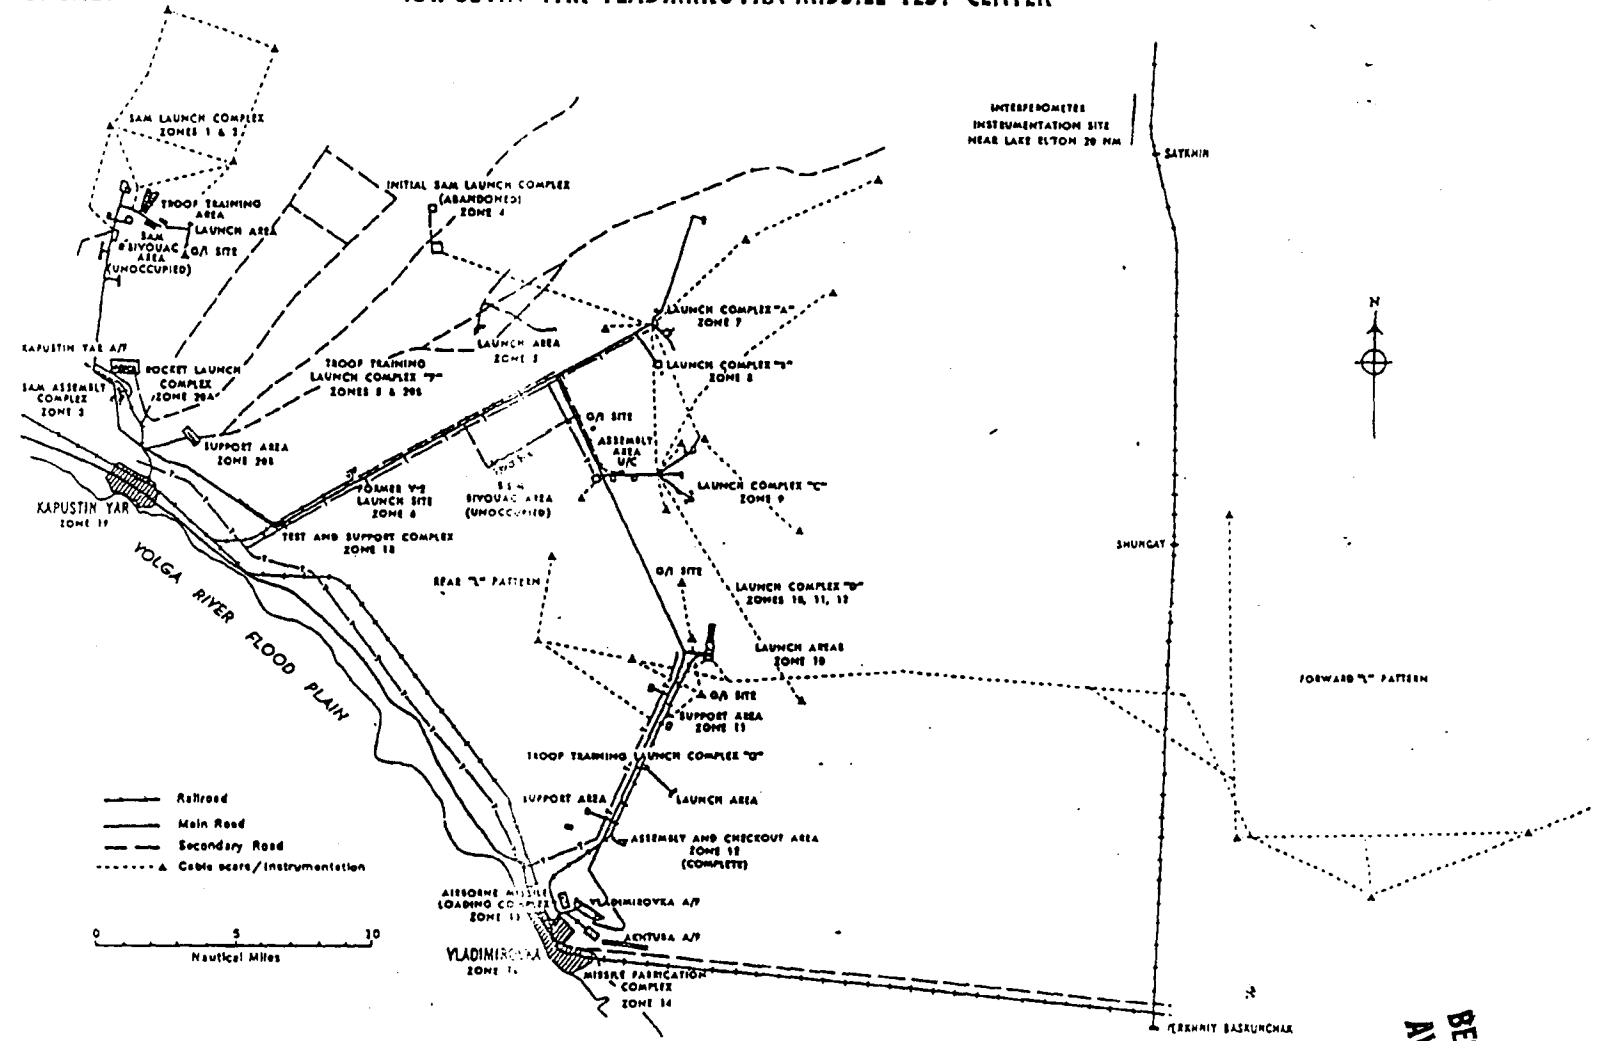 MISSILE TEST CENTER
SAM LAUNCH COMPLEX
ZONES 1 & 2
TROOP TRAINING
AREA
LAUNCH AREA
SAM
BIVOUAC
AREA
(UNOCCUPIED)
O/I SITE
INITIAL SAM LAUNCH COMPLEX
(ABANDONED)
ZONE 4
INTERFEROMETER
INSTRUMENTATION SITE
NEAR LAKE ELTON 20 NM
SAYKHIN
N
LAUNCH COMPLEX "A"
ZONE 7
LAUNCH AREA
ZONE 5
LAUNCH COMPLEX "B"
ZONE 8
KAPUSTIN YAR A/F
ROCKET LAUNCH
COMPLEX
ZONE 20A
SAM ASSEMBLY
COMPLEX
ZONE 3
TROOP TRAINING
LAUNCH COMPLEX
ZONES & 20B
O/I SITE
ASSEMBLY
AREA
U/C
SUPPORT AREA
ZONE 20B
FORMER V-2
LAUNCH SITE
ZONE 6
BIVOUAC AREA
(UNOCCUPIED)
LAUNCH COMPLEX "C"
ZONE 9
KAPUSTIN YAR
ZONE 19
TEST AND SUPPORT COMPLEX
ZONE 18
SHUNGAY
REAR "L" PATTERN
O/I SITE
LAUNCH COMPLEX "D"
ZONES 10, 11, 12
VOLGA RIVER FLOOD PLAIN
LAUNCH AREAS
ZONE 10
FORWARD "L" PATTERN
O/I SITE
SUPPORT AREA
ZONE 11
TROOP TRAINING LAUNCH COMPLEX "G"
SUPPORT AREA
LAUNCH AREA
Railroad
Main Road
Secondary Road
Cable scars/Instrumentation
ASSEMBLY AND CHECKOUT AREA
ZONE 12
(COMPLETE)
AIRBORNE MISSILE
LOADING COMPLEX
ZONE
VLADIMIROVKA A/F
AKHTUBA A/F
0 5 10
Nautical Miles
VLADIMIROVKA
ZONE
MISSILE FABRICATION
COMPLEX
ZONE 14
VERKHNIY BASKUNCHAK